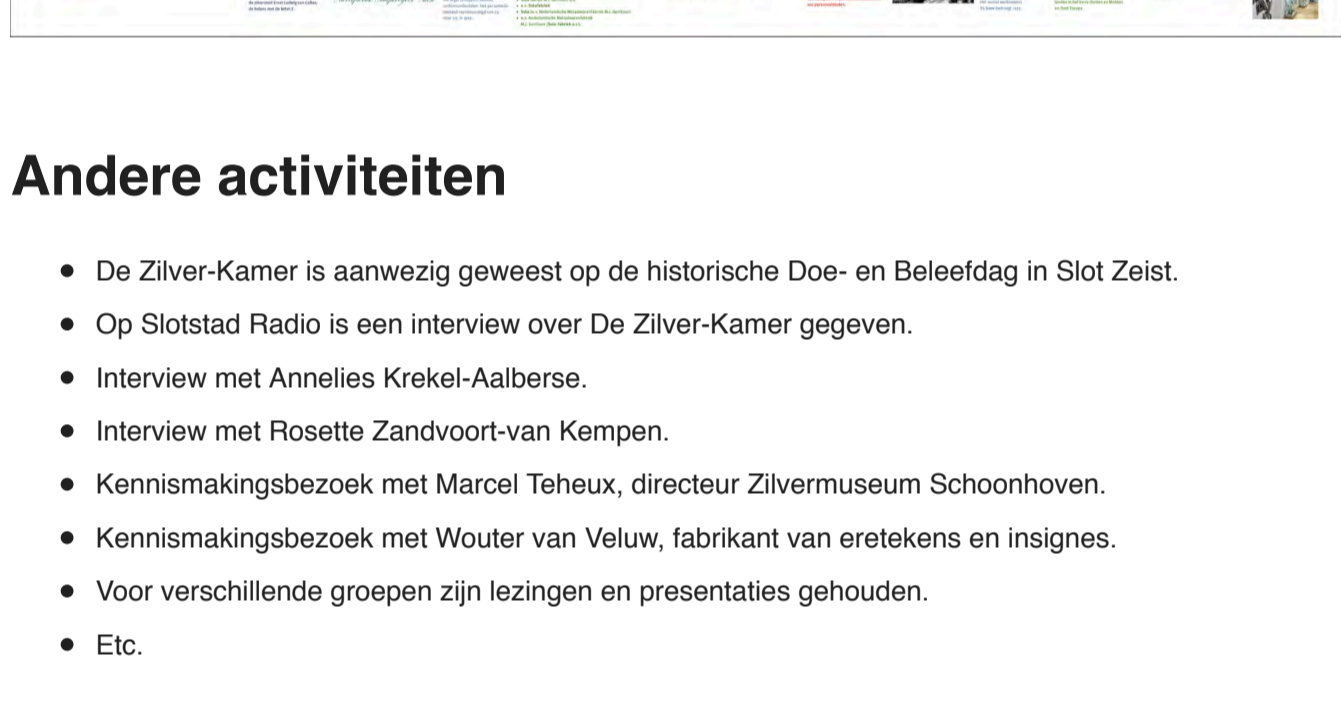 Andere activiteiten
De Zilver-Kamer is aanwezig geweest op de historische Doe- en Beleefdag in Slot Zeist.
Op Slotstad Radio is een interview over De Zilver-Kamer gegeven.
Interview met Annelies Krekel-Aalberse.
Interview met Rosette Zandvoort-van Kempen.
Kennismakingsbezoek met Marcel Teheux, directeur Zilvermuseum Schoonhoven.
Kennismakingsbezoek met Wouter van Veluw, fabrikant van eretekens en insignes.
Voor verschillende groepen zijn lezingen en presentaties gehouden.
Etc.